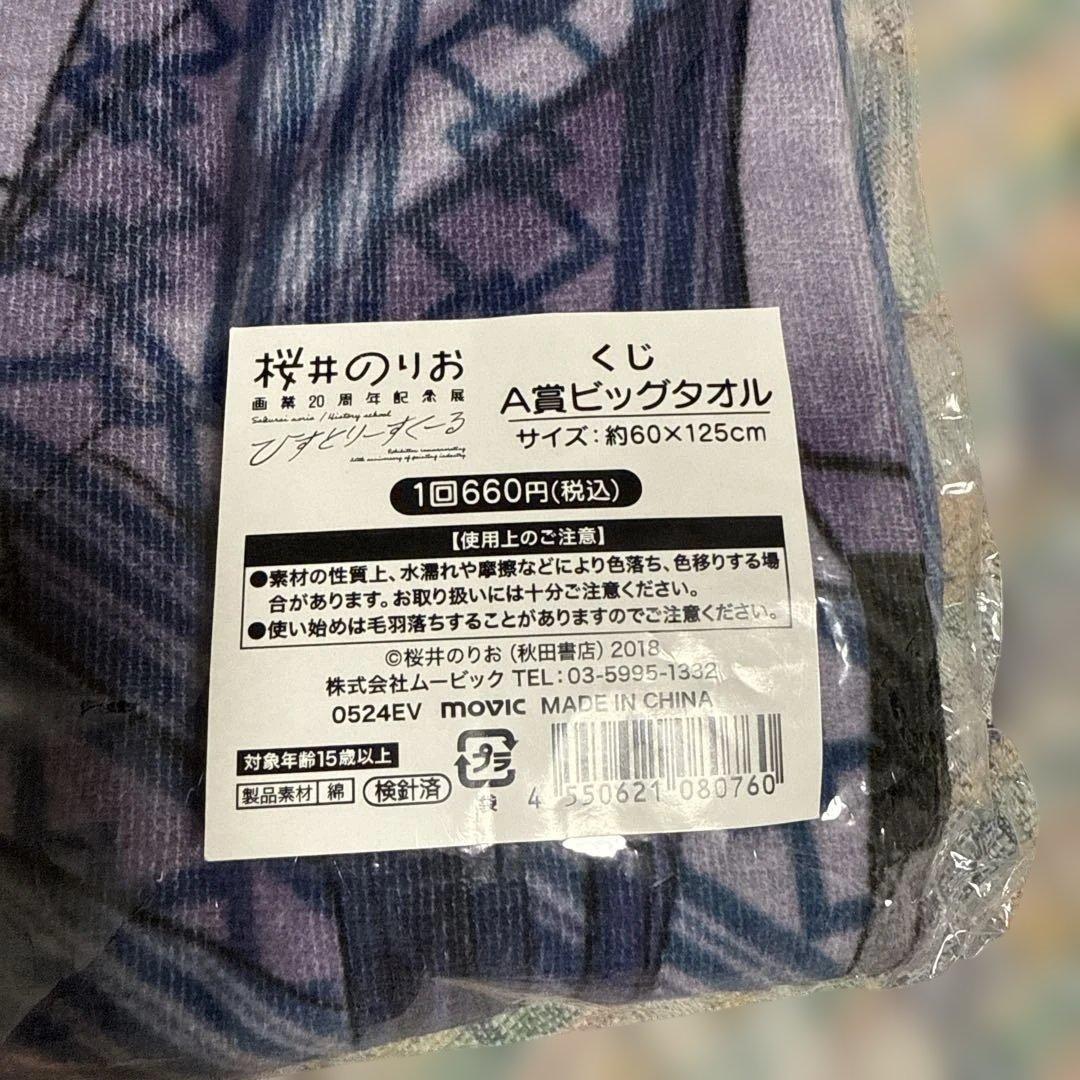 桜井のりお
画業20周年記念展
Sakurai norio / History school
ひすとりーすくーる
Exhibition commemorating
20th anniversary of painting industry
くじ
A賞ビッグタオル
サイズ:約60×125cm
1回660円(税込)
【使用上のご注意】
●素材の性質上、水濡れや摩擦などにより色落ち、色移りする場
合があります。お取り扱いには十分ご注意ください。
●使い始めは毛羽落ちすることがありますのでご注意ください。
©桜井のりお(秋田書店)2018
株式会社ムービック TEL:03-5995-1332
0524EV movic MADE IN CHINA
対象年齢15歳以上
製品素材 綿 検針済
プラ
袋
4 550621 080760